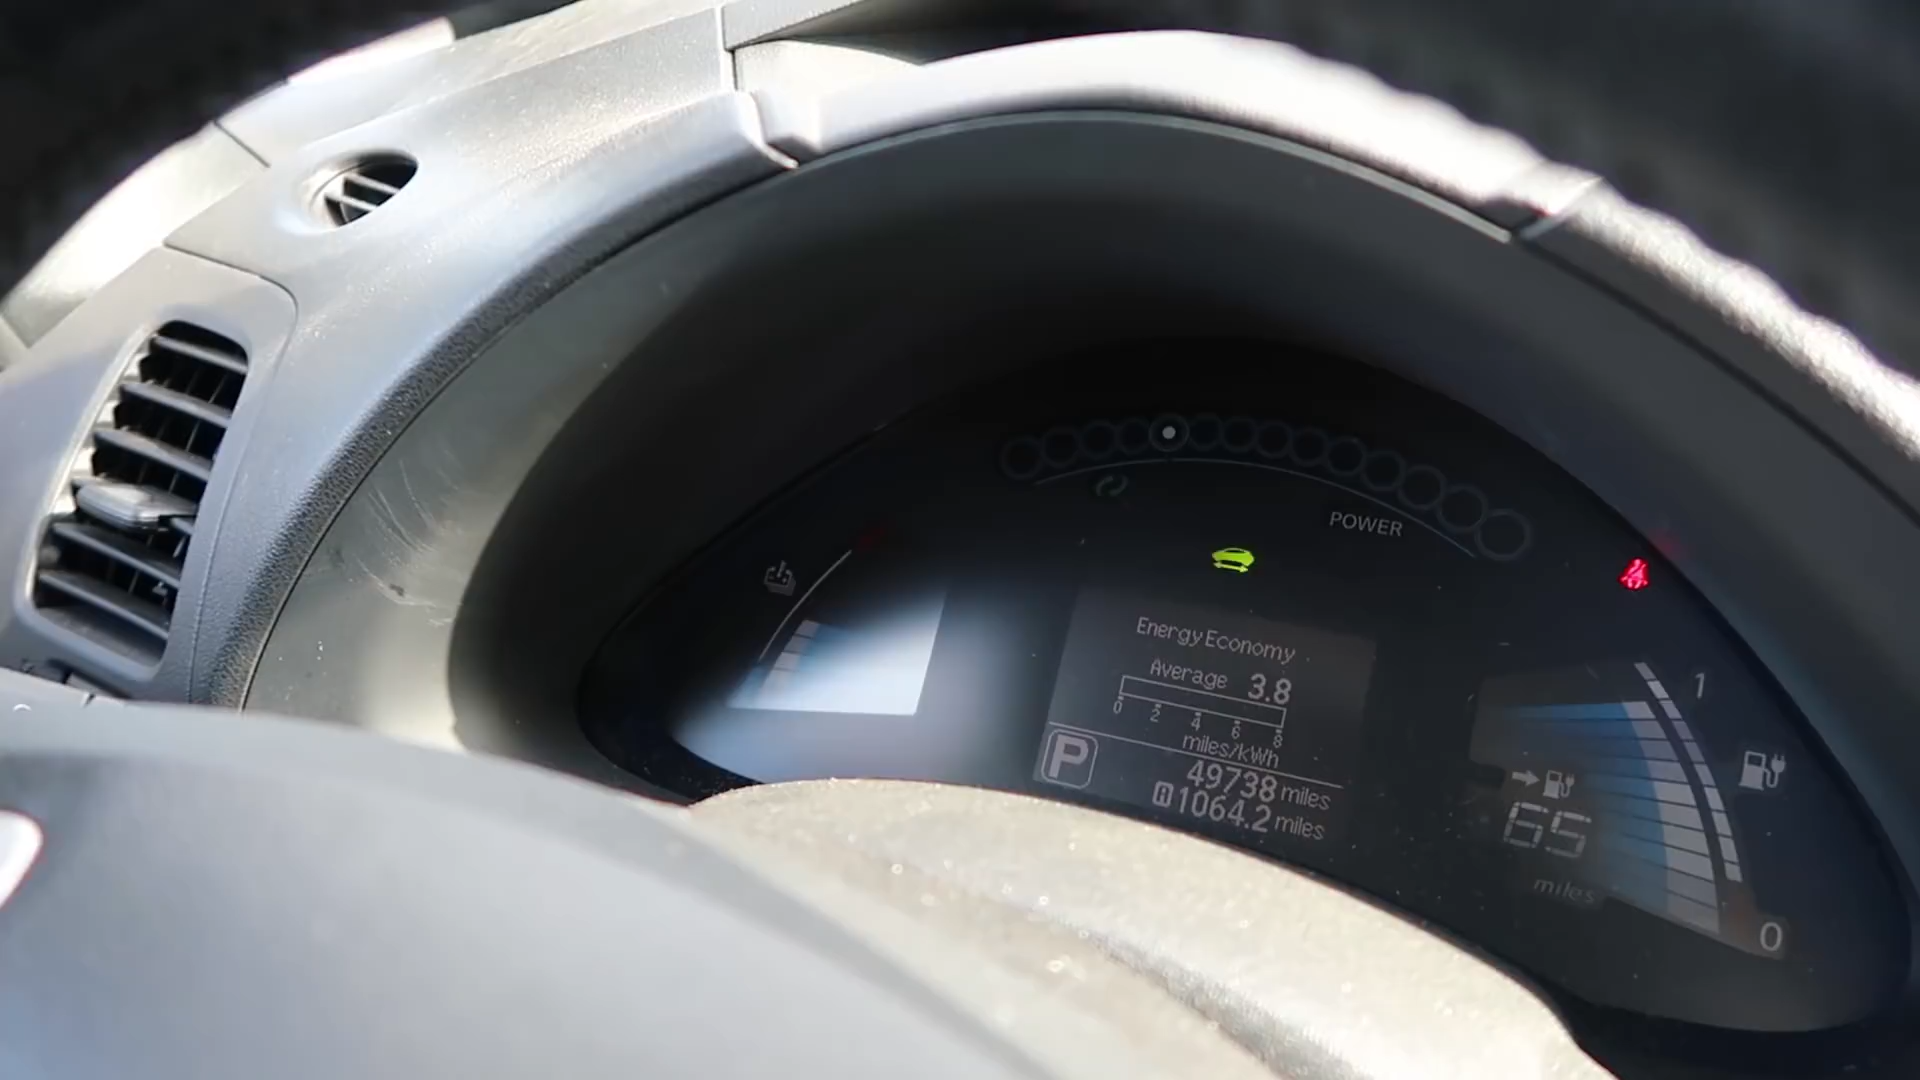 POWER
Energy Economy
Average 3.8
0 2 4 6 8
miles/kWh
P
49738 miles
A 1064.2 miles
1
65
miles
0